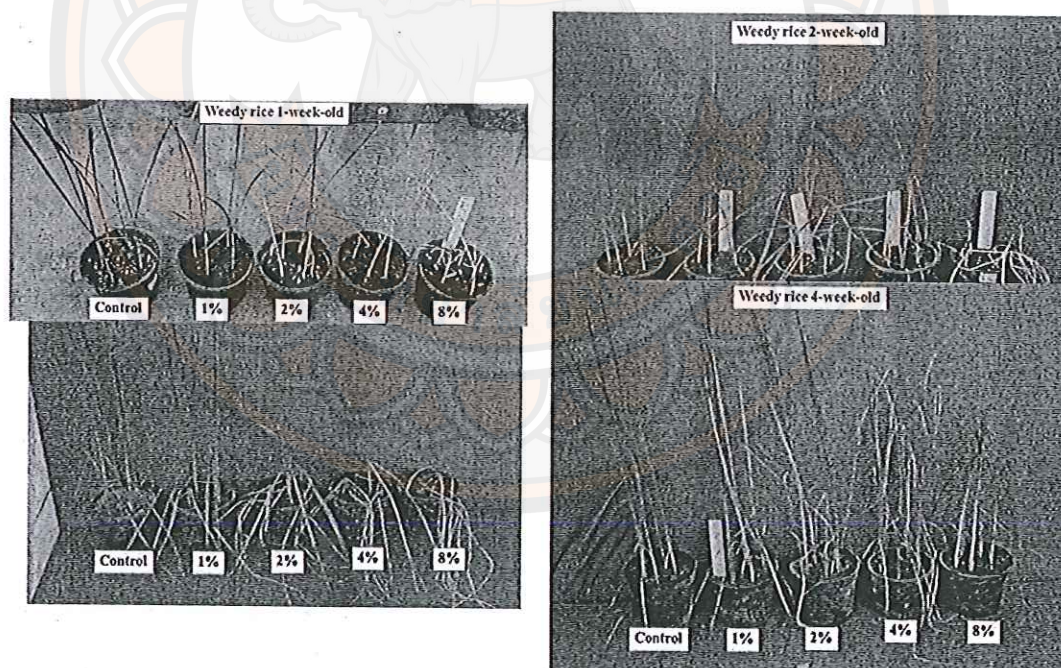 Weedy rice 1-week-old
Control 1% 2% 4% 8%
Control 1% 2% 4% 8%
Weedy rice 2-week-old
Weedy rice 4-week-old
Control 1% 2% 4% 8%